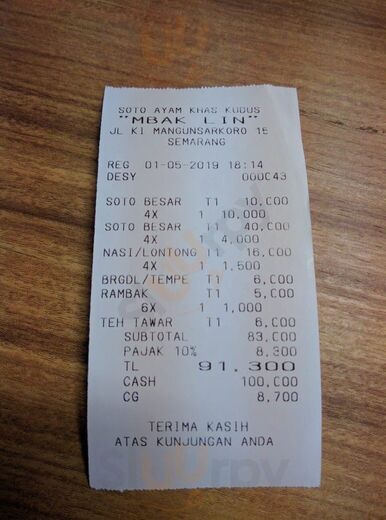 SOTO AYAM KHAS KUDUS
"MBAK LIN"
JL KI MANGUNSARKORO 15
SEMARANG
REG 01-05-2019 18:14
DESY 000043
SOTO BESAR T1 10,000
4X 1 10,000
SOTO BESAR T1 40,000
4X 1 4,000
NASI/LONTONG T1 16,000
4X 1 1,500
BRGDL/TEMPE T1 6,000
RAMBAK T1 5,000
6X 1 1,000
TEH TAWAR T1 6,000
SUBTOTAL 83,000
PAJAK 10% 8,300
TL 91,300
CASH 100,000
CG 8,700
TERIMA KASIH
ATAS KUNJUNGAN ANDA